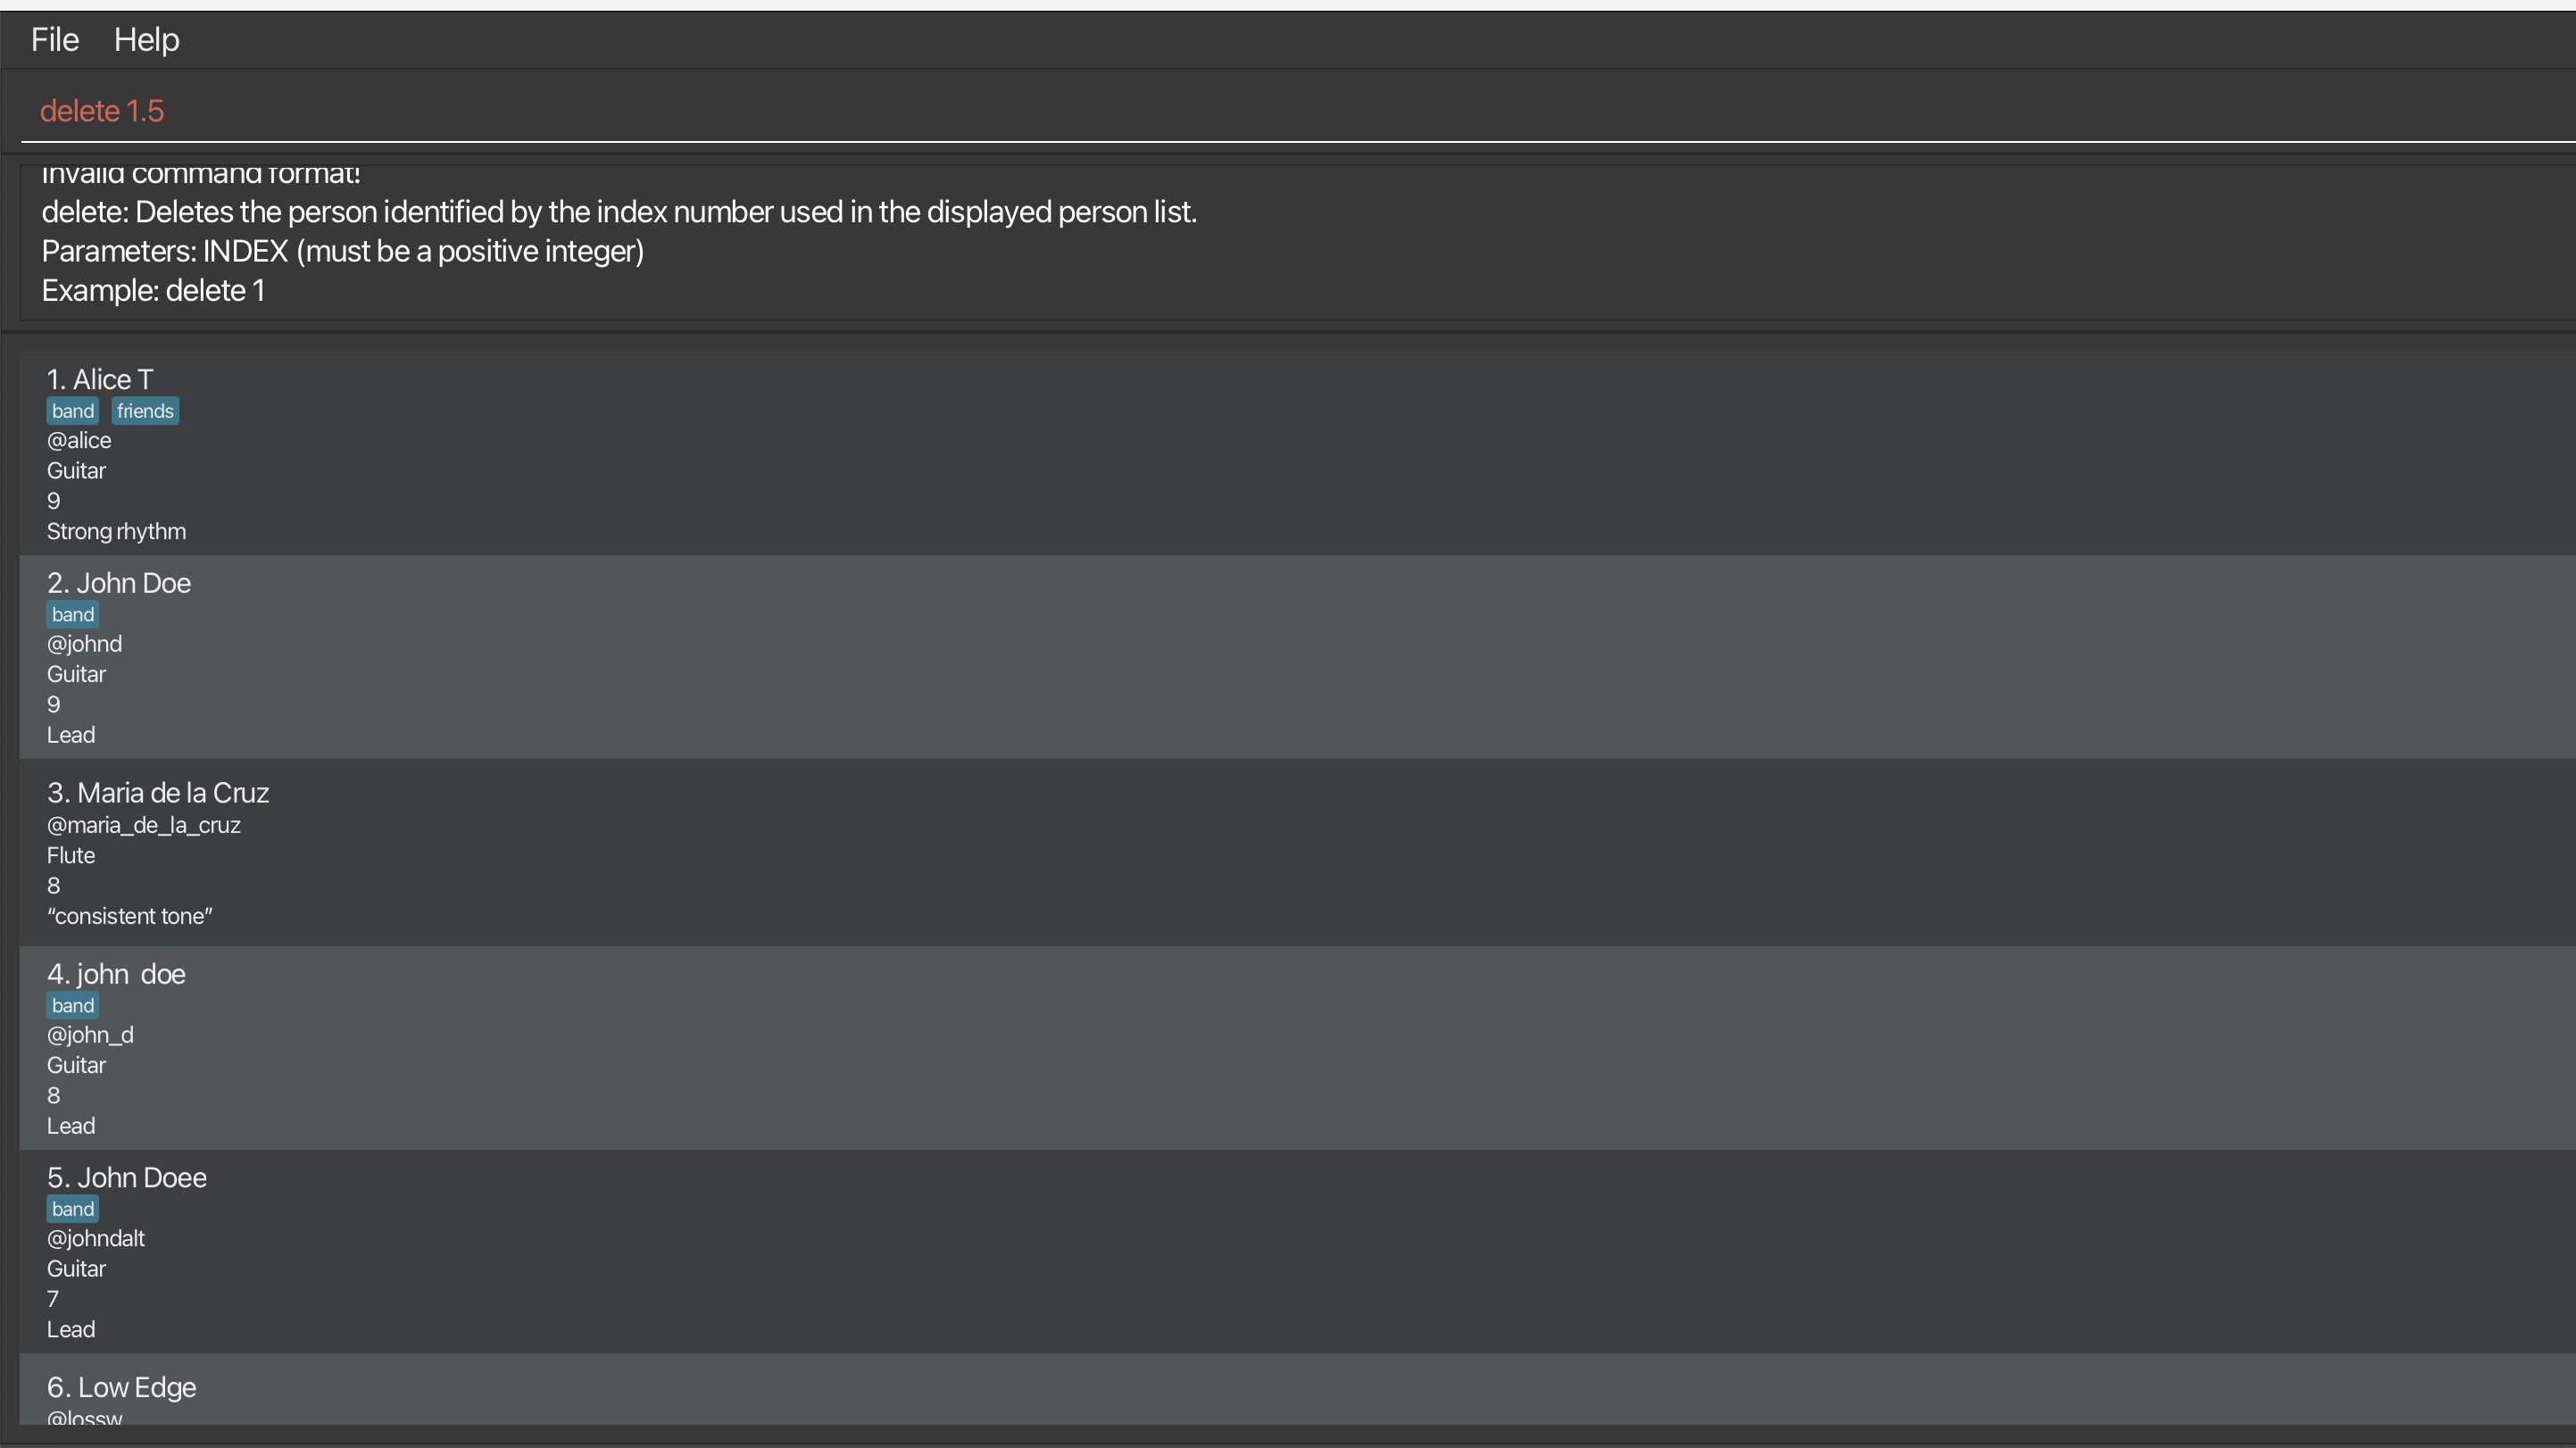 File Help
delete 1.5
Invalid command format!
delete: Deletes the person identified by the index number used in the displayed person list.
Parameters: INDEX (must be a positive integer)
Example: delete 1
1. Alice T
band friends
@alice
Guitar
9
Strong rhythm
2. John Doe
band
@johnd
Guitar
9
Lead
3. Maria de la Cruz
@maria_de_la_cruz
Flute
8
“consistent tone”
4. john  doe
band
@john_d
Guitar
8
Lead
5. John Doee
band
@johndalt
Guitar
7
Lead
6. Low Edge
@lossw